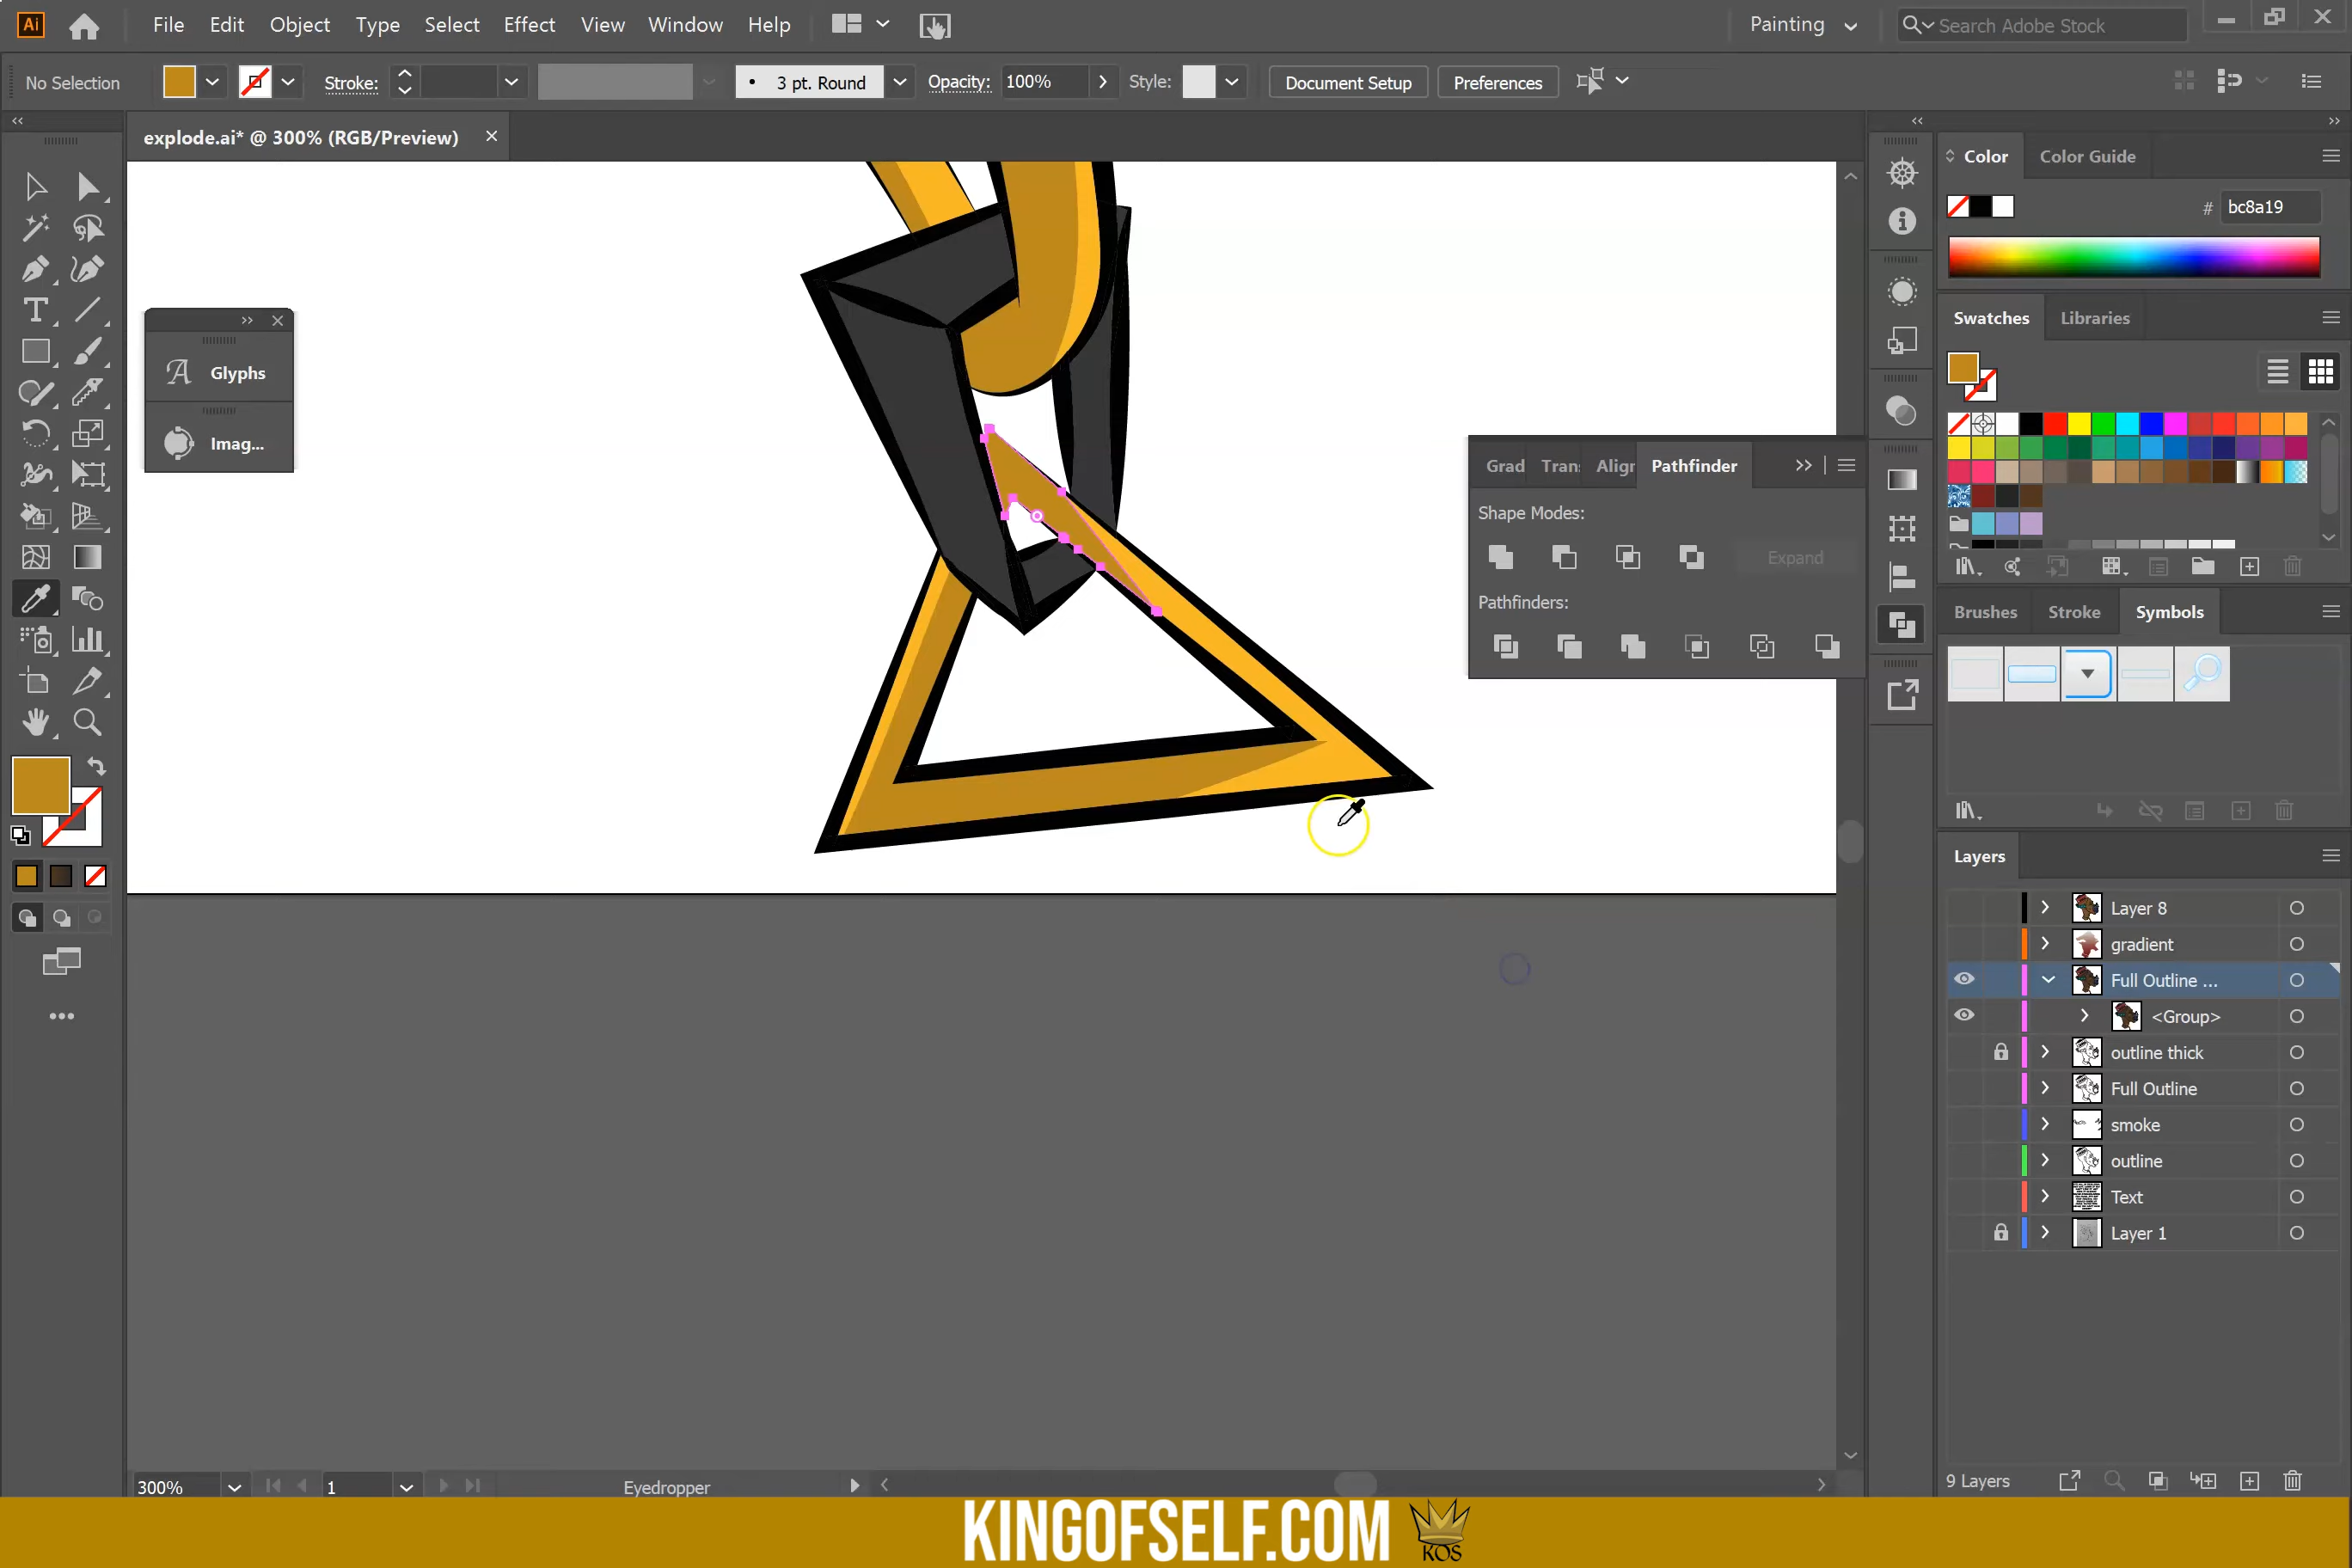 Ai File Edit Object Type Select Effect View Window Help Painting Search Adobe Stock
No Selection Stroke: 3 pt. Round Opacity: 100% Style: Document Setup Preferences
explode.ai* @ 300% (RGB/Preview)
Color Color Guide
# bc8a19
Swatches Libraries
Glyphs
Imag...
Grad Tran Align Pathfinder
Shape Modes:
Expand
Pathfinders:
Brushes Stroke Symbols
Layers
Layer 8
gradient
Full Outline ...
<Group>
outline thick
Full Outline
smoke
outline
Text
Layer 1
9 Layers
300% 1 Eyedropper
KINGOFSELF.COM KOS